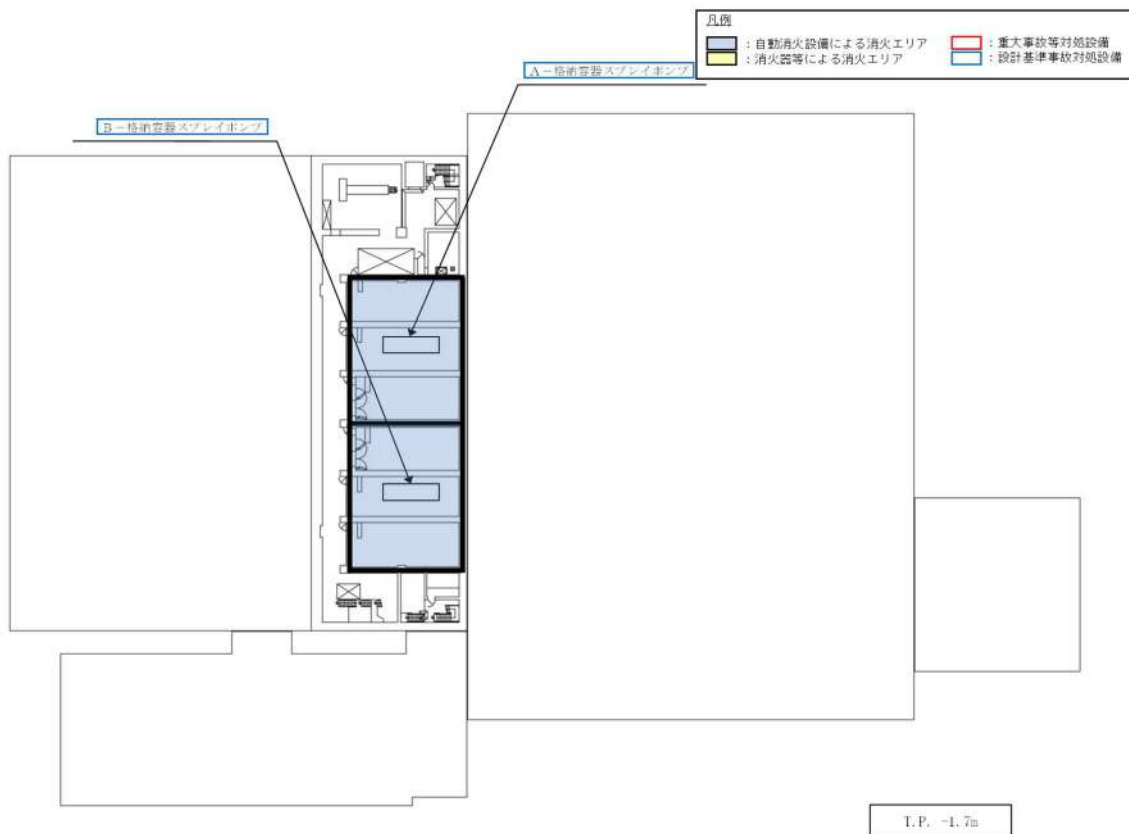 凡例
：自動消火設備による消火エリア
：重大事故等対処設備
：消火器等による消火エリア
：設計基準事故対処設備
A－格納容器スプレイポンプ
B－格納容器スプレイポンプ
T.P. -1.7m